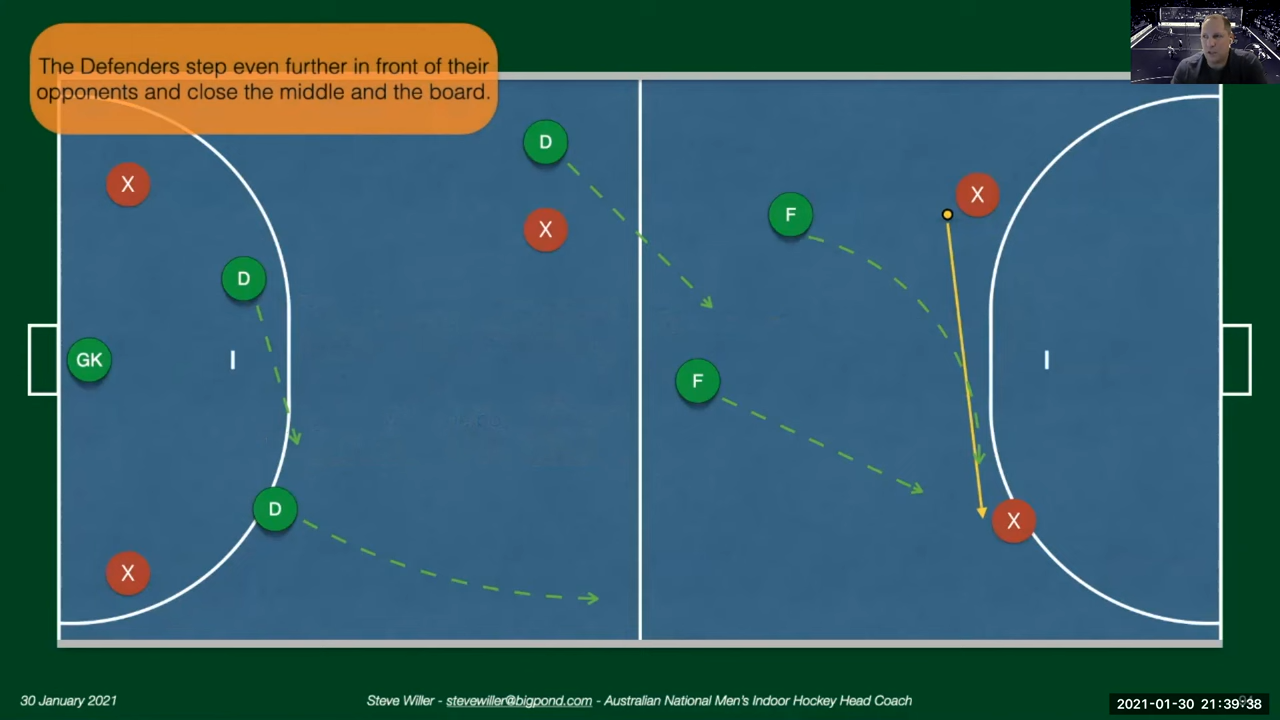 The Defenders step even further in front of their
opponents and close the middle and the board.
D
X
X
F
X
D
GK
F
D
X
X
30 January 2021
Steve Willer - stevewiller@bigpond.com - Australian National Men's Indoor Hockey Head Coach
2021-01-30 21:39:38